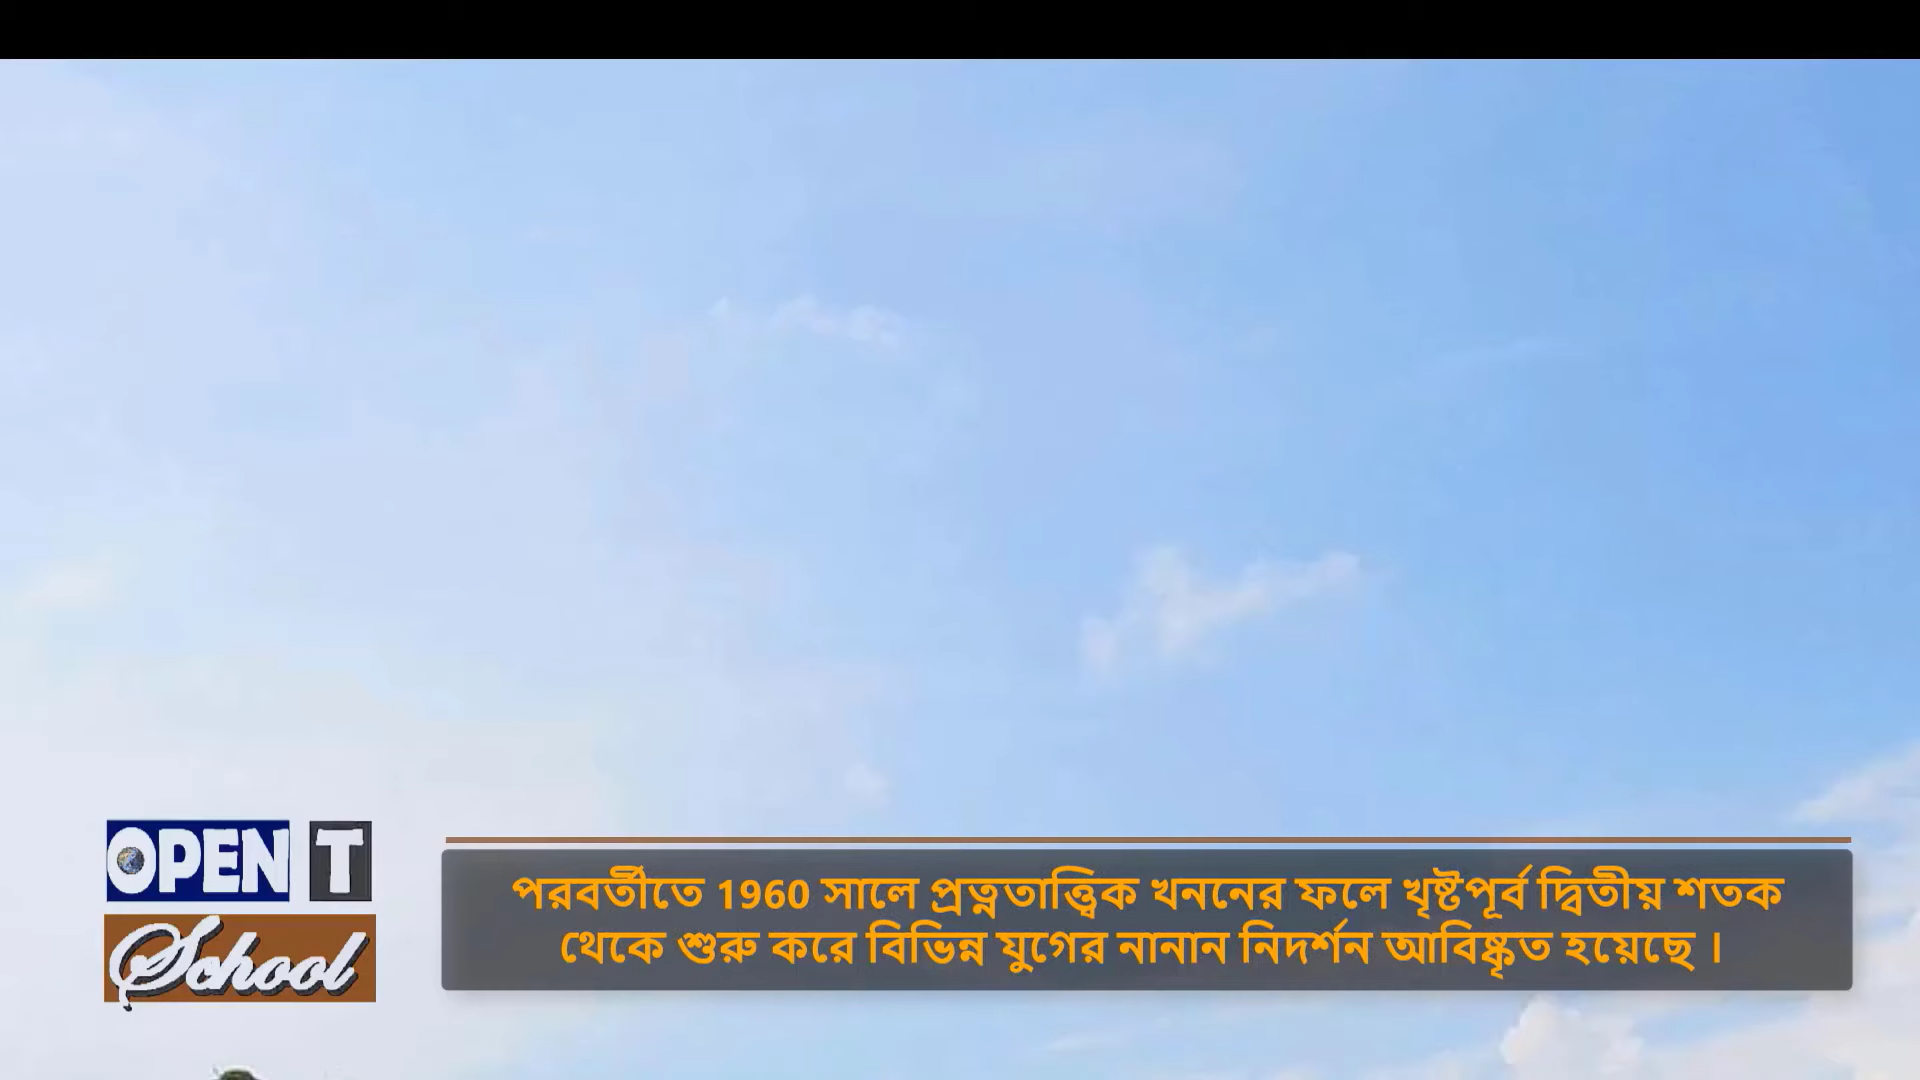 OPEN T
School
পরবর্তীতে 1960 সালে প্রত্নতাত্ত্বিক খননের ফলে খৃষ্টপূর্ব দ্বিতীয় শতক
থেকে শুরু করে বিভিন্ন যুগের নানান নিদর্শন আবিষ্কৃত হয়েছে ।